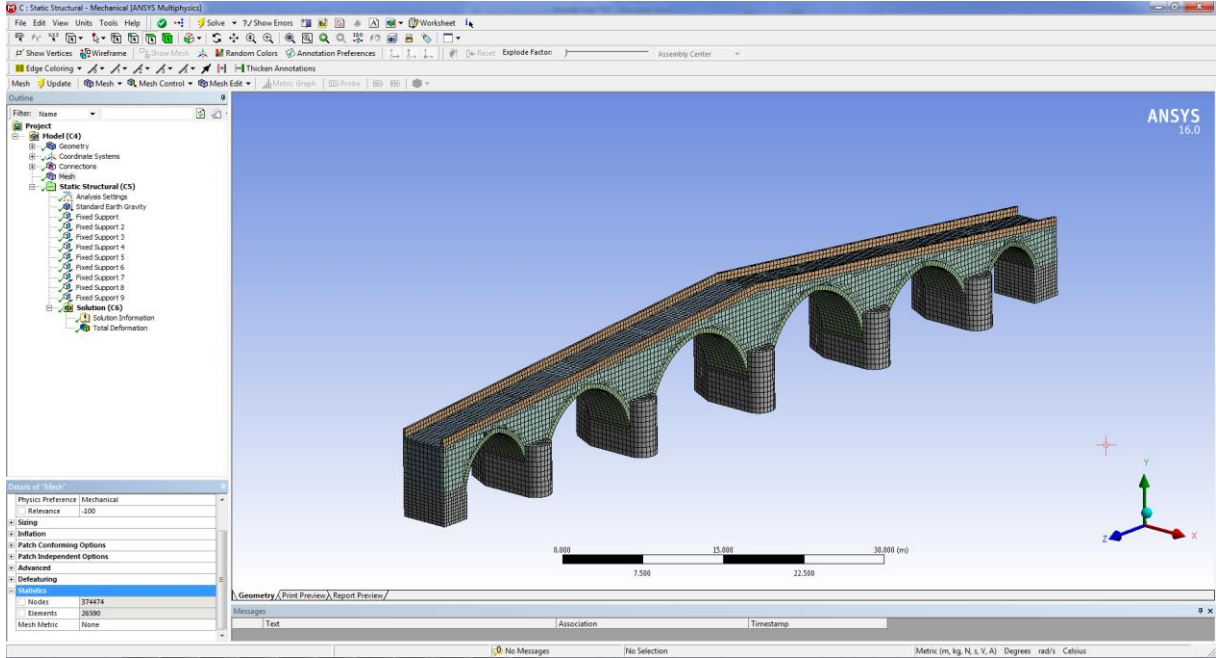 C : Static Structural - Mechanical [ANSYS Multiphysics]
File Edit View Units Tools Help Solve ?/ Show Errors Worksheet
Show Vertices Wireframe Show Mesh Random Colors Annotation Preferences Reset Explode Factor: Assembly Center
Edge Coloring Thicken Annotations
Mesh Update Mesh Mesh Control Mesh Edit Metric Graph Probe
Outline
Filter: Name
Project
Model (C4)
Geometry
Coordinate Systems
Connections
Mesh
Static Structural (C5)
Analysis Settings
Standard Earth Gravity
Fixed Support
Fixed Support 2
Fixed Support 3
Fixed Support 4
Fixed Support 5
Fixed Support 6
Fixed Support 7
Fixed Support 8
Fixed Support 9
Solution (C6)
Solution Information
Total Deformation
ANSYS
16.0
Details of "Mesh"
Physics Preference Mechanical
Relevance -100
Sizing
Inflation
Patch Conforming Options
Patch Independent Options
Advanced
Defeaturing
Statistics
Nodes 374474
Elements 26590
Mesh Metric None
Y
Z X
0.000 15.000 30.000 (m)
7.500 22.500
Geometry Print Preview Report Preview
Messages
Text Association Timestamp
No Messages No Selection Metric (m, kg, N, s, V, A) Degrees rad/s Celsius